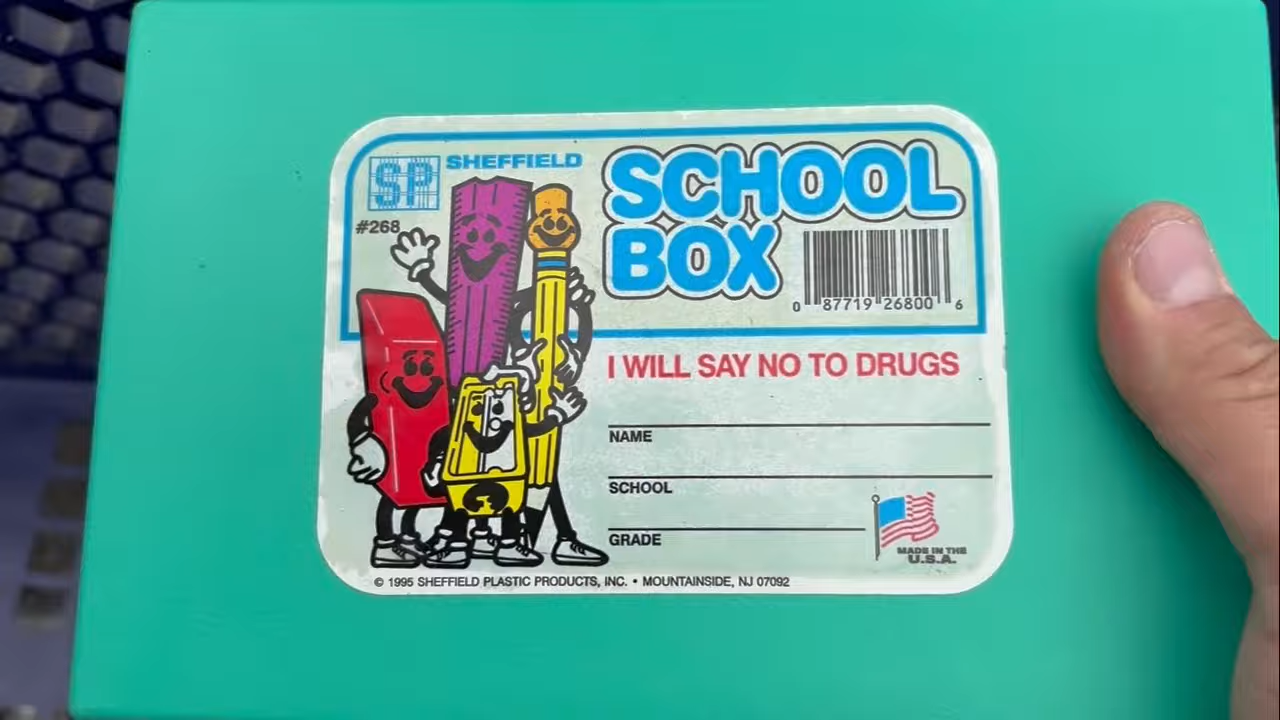 SP SHEFFIELD
#268
SCHOOL
BOX
0 87719 26800 6
I WILL SAY NO TO DRUGS
NAME
SCHOOL
GRADE
MADE IN THE
U.S.A.
© 1995 SHEFFIELD PLASTIC PRODUCTS, INC. • MOUNTAINSIDE, NJ 07092